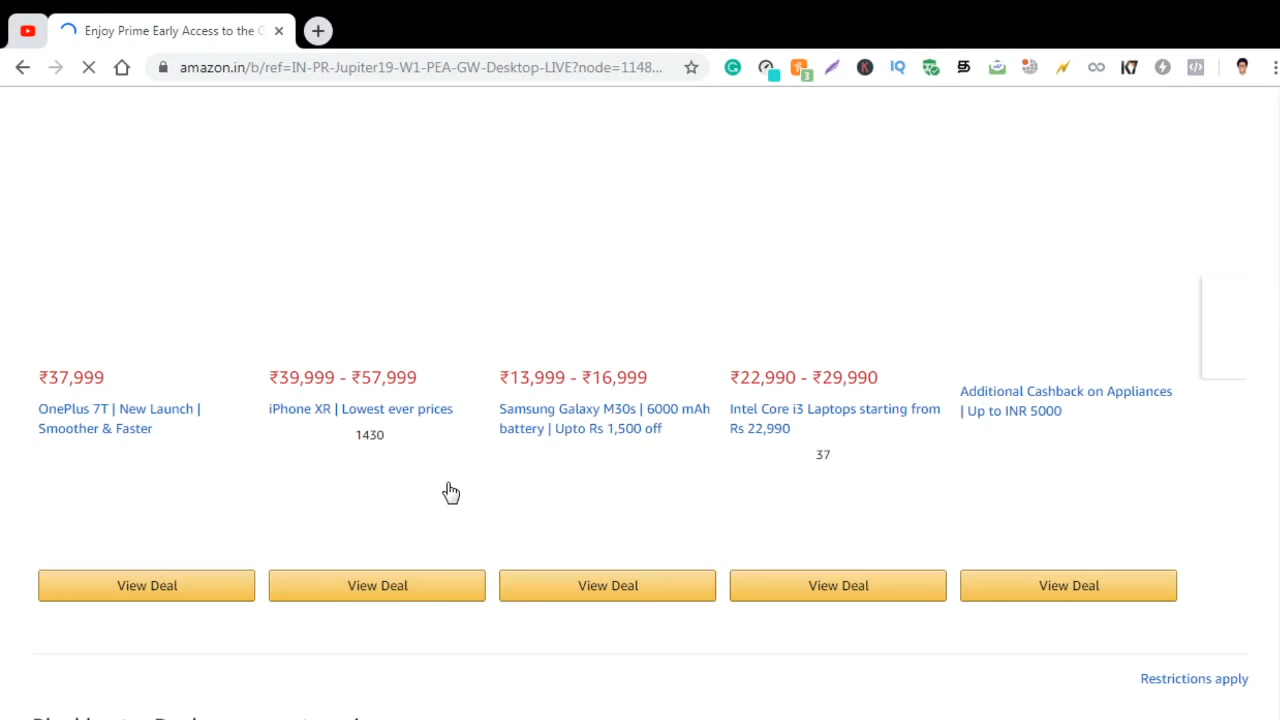 Enjoy Prime Early Access to the G
amazon.in/b/ref=IN-PR-Jupiter19-W1-PEA-GW-Desktop-LIVE?node=1148...
3
K
IQ
K7
₹37,999
OnePlus 7T | New Launch |
Smoother & Faster
₹39,999 - ₹57,999
iPhone XR | Lowest ever prices
1430
₹13,999 - ₹16,999
Samsung Galaxy M30s | 6000 mAh
battery | Upto Rs 1,500 off
₹22,990 - ₹29,990
Intel Core i3 Laptops starting from
Rs 22,990
37
Additional Cashback on Appliances
| Up to INR 5000
View Deal
View Deal
View Deal
View Deal
View Deal
Restrictions apply